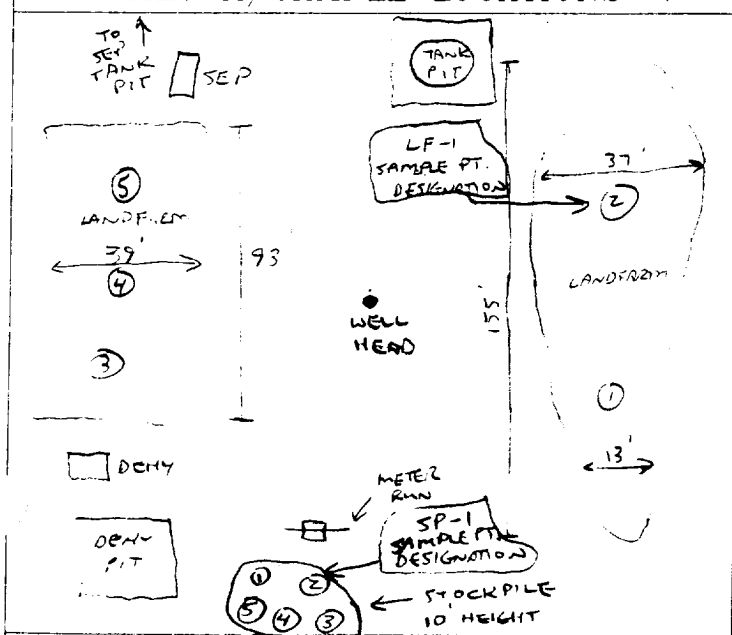 TO
SEP
TANK
PIT
SEP
TANK
PIT
LF-1
SAMPLE PT.
DESIGNATION
37'
②
LANDFARM
①
13'
155'
⑤
39'
④
③
93
WELL
HEAD
DEHY
DEHY
PIT
METER
RUN
SP-1
SAMPLE PT.
DESIGNATION
①
②
⑤
④
③
STOCKPILE
10' HEIGHT